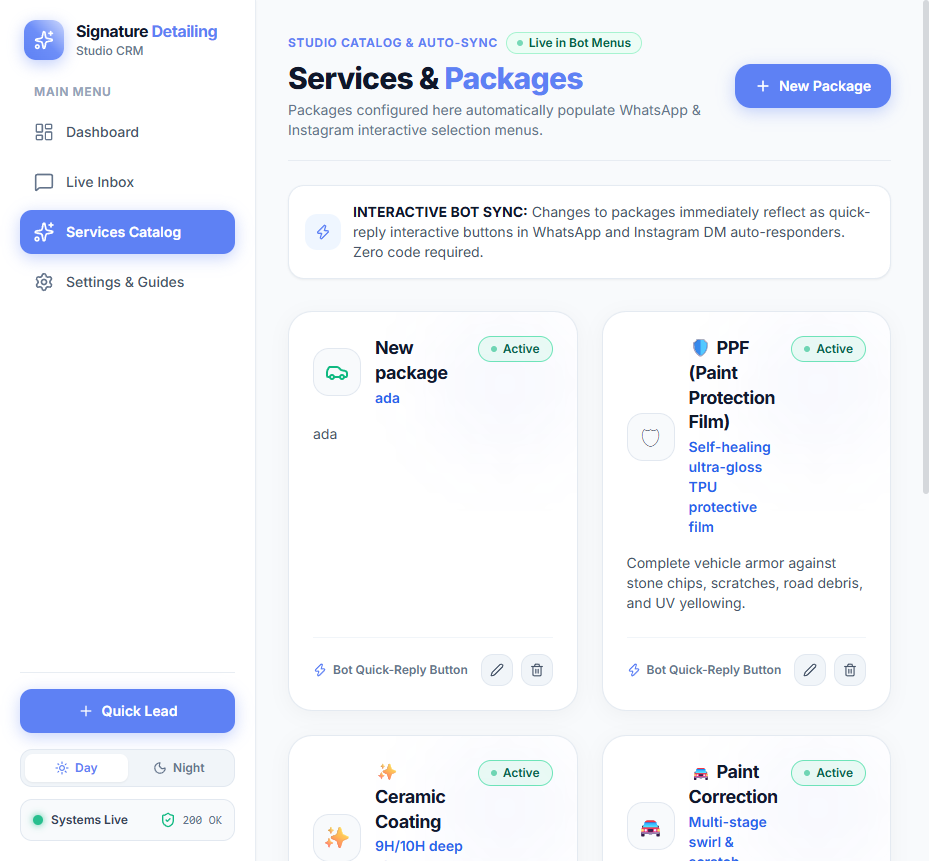 Signature Detailing
Studio CRM
MAIN MENU
Dashboard
Live Inbox
Services Catalog
Settings & Guides
Quick Lead
Day
Night
Systems Live
200 OK
STUDIO CATALOG & AUTO-SYNC
Live in Bot Menus
Services & Packages
Packages configured here automatically populate WhatsApp &
Instagram interactive selection menus.
New Package
INTERACTIVE BOT SYNC: Changes to packages immediately reflect as quick-
reply interactive buttons in WhatsApp and Instagram DM auto-responders.
Zero code required.
New
package
ada
Active
ada
Bot Quick-Reply Button
PPF
(Paint
Protection
Film)
Self-healing
ultra-gloss
TPU
protective
film
Active
Complete vehicle armor against
stone chips, scratches, road debris,
and UV yellowing.
Bot Quick-Reply Button
Ceramic
Coating
9H/10H deep
Active
Paint
Correction
Multi-stage
swirl &
scratch
Active